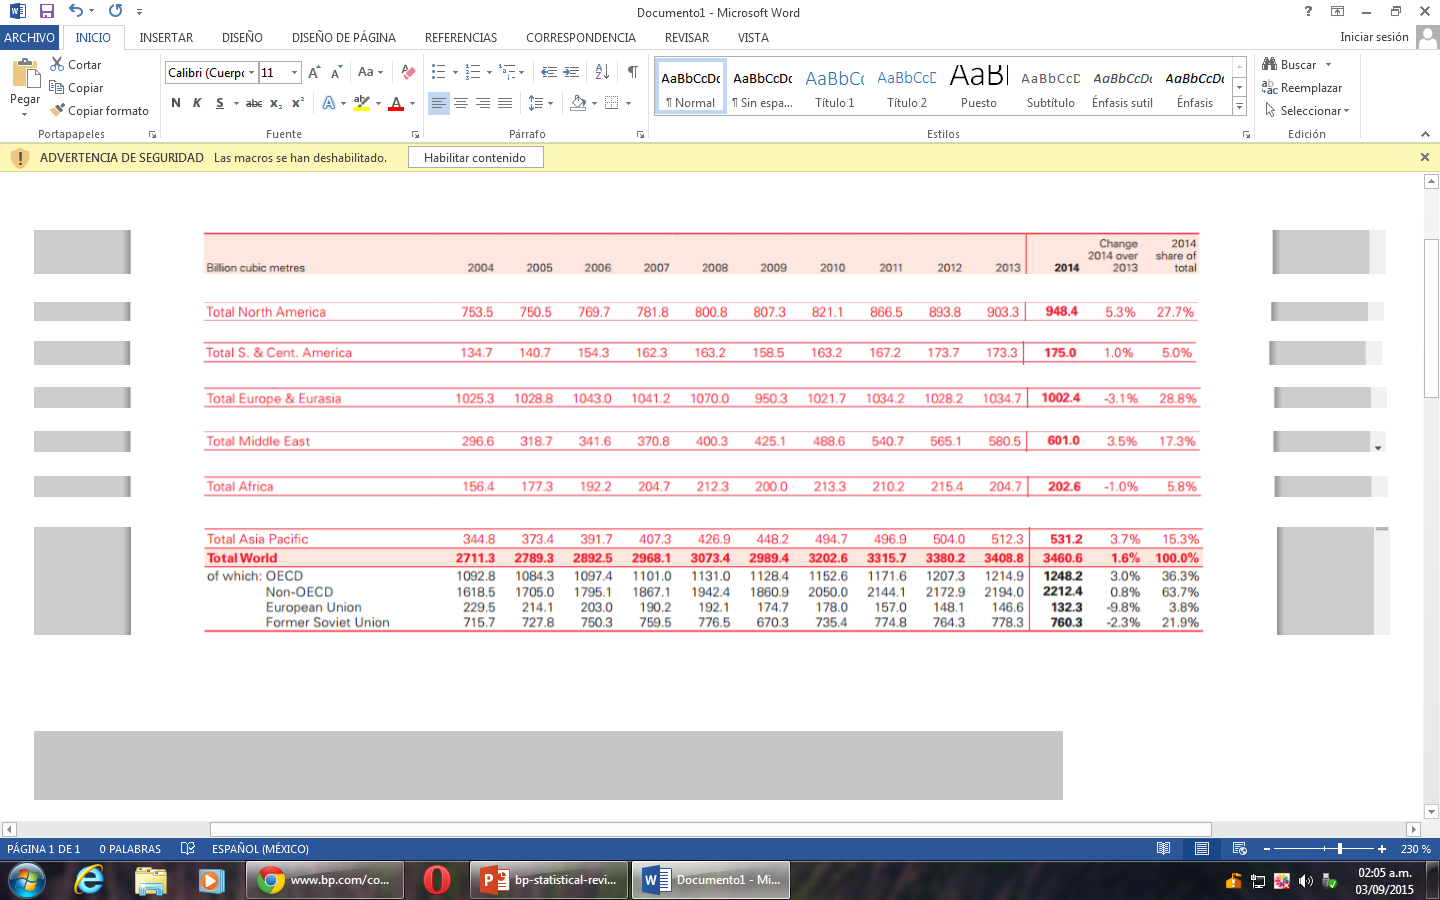 Documento1 - Microsoft Word
ARCHIVO INICIO INSERTAR DISEÑO DISEÑO DE PÁGINA REFERENCIAS CORRESPONDENCIA REVISAR VISTA Iniciar sesión
Pegar
Cortar
Copiar
Copiar formato
Portapapeles
Calibri (Cuerpo 11
N K S abc x₂ x²
Fuente
Párrafo
AaBbCcDc AaBbCcDc AaBbCc AaBbCcD AaB AaBbCcD AaBbCcDc AaBbCcDc
¶ Normal ¶ Sin espa... Título 1 Título 2 Puesto Subtítulo Énfasis sutil Énfasis
Estilos
Buscar
Reemplazar
Seleccionar
Edición
ADVERTENCIA DE SEGURIDAD Las macros se han deshabilitado. Habilitar contenido
Billion cubic metres 2004 2005 2006 2007 2008 2009 2010 2011 2012 2013 2014 Change 2014 over 2013 2014 share of total
Total North America 753.5 750.5 769.7 781.8 800.8 807.3 821.1 866.5 893.8 903.3 948.4 5.3% 27.7%
Total S. & Cent. America 134.7 140.7 154.3 162.3 163.2 158.5 163.2 167.2 173.7 173.3 175.0 1.0% 5.0%
Total Europe & Eurasia 1025.3 1028.8 1043.0 1041.2 1070.0 950.3 1021.7 1034.2 1028.2 1034.7 1002.4 -3.1% 28.8%
Total Middle East 296.6 318.7 341.6 370.8 400.3 425.1 488.6 540.7 565.1 580.5 601.0 3.5% 17.3%
Total Africa 156.4 177.3 192.2 204.7 212.3 200.0 213.3 210.2 215.4 204.7 202.6 -1.0% 5.8%
Total Asia Pacific 344.8 373.4 391.7 407.3 426.9 448.2 494.7 496.9 504.0 512.3 531.2 3.7% 15.3%
Total World 2711.3 2789.3 2892.5 2968.1 3073.4 2989.4 3202.6 3315.7 3380.2 3408.8 3460.6 1.6% 100.0%
of which: OECD 1092.8 1084.3 1097.4 1101.0 1131.0 1128.4 1152.6 1171.6 1207.3 1214.9 1248.2 3.0% 36.3%
Non-OECD 1618.5 1705.0 1795.1 1867.1 1942.4 1860.9 2050.0 2144.1 2172.9 2194.0 2212.4 0.8% 63.7%
European Union 229.5 214.1 203.0 190.2 192.1 174.7 178.0 157.0 148.1 146.6 132.3 -9.8% 3.8%
Former Soviet Union 715.7 727.8 750.3 759.5 776.5 670.3 735.4 774.8 764.3 778.3 760.3 -2.3% 21.9%
PÁGINA 1 DE 1 0 PALABRAS ESPAÑOL (MÉXICO) 230 %
www.bp.com/co... bp-statistical-revi... Documento1 - Mi...
02:05 a.m.
03/09/2015